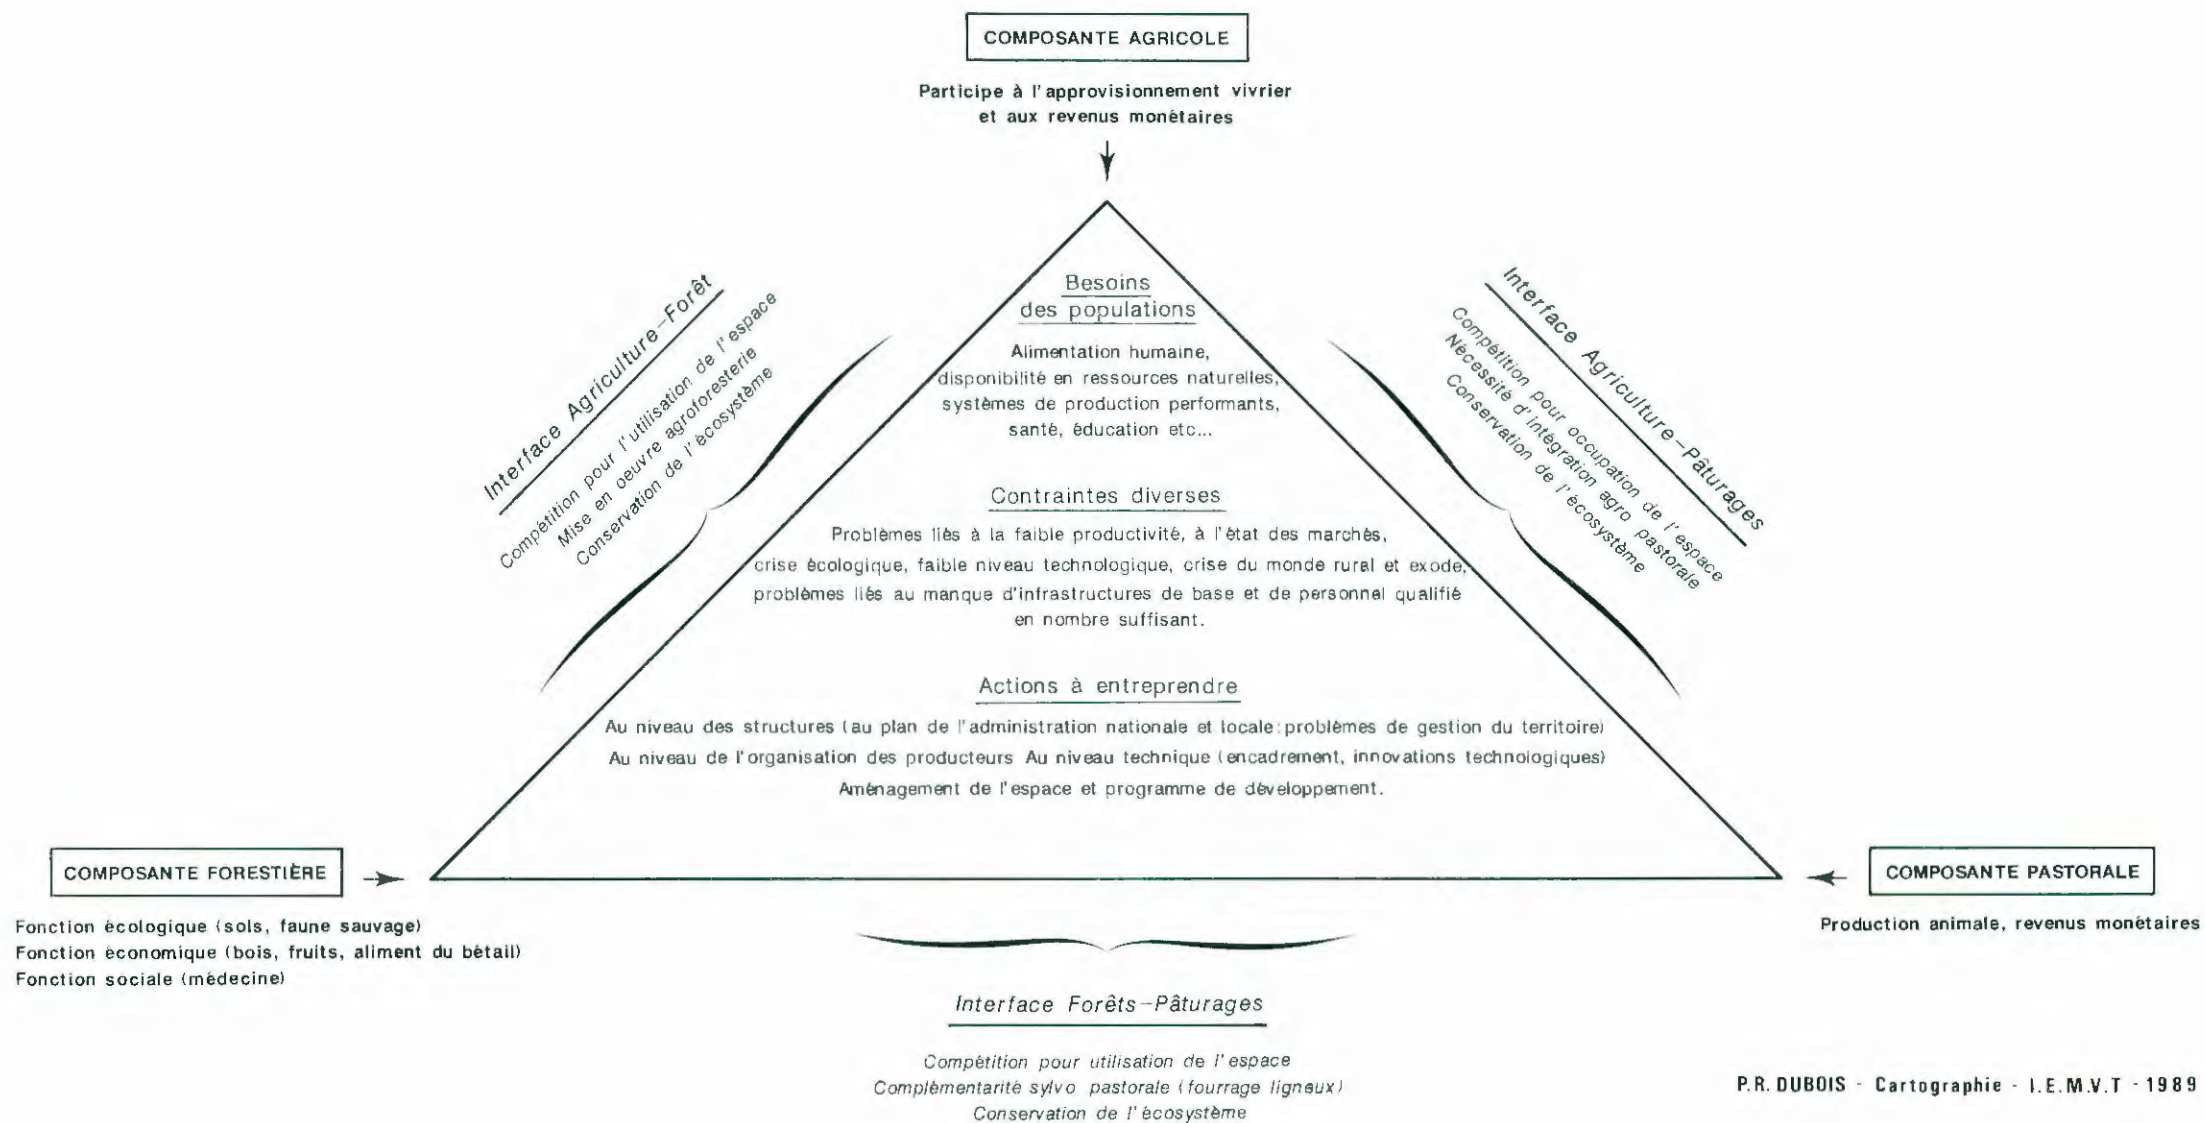 COMPOSANTE AGRICOLE
Participe à l'approvisionnement vivrier
et aux revenus monétaires
Interface Agriculture-Forêt
Compétition pour l'utilisation de l'espace
Mise en oeuvre agroforesterie
Conservation de l'écosystème
Interface Agriculture-Pâturages
Compétition pour occupation de l'espace
Nécessité d'intégration agro pastorale
Conservation de l'écosystème
Besoins
des populations
Alimentation humaine,
disponibilité en ressources naturelles,
systèmes de production performants,
santé, éducation etc...
Contraintes diverses
Problèmes liés à la faible productivité, à l'état des marchés,
crise écologique, faible niveau technologique, crise du monde rural et exode,
problèmes liés au manque d'infrastructures de base et de personnel qualifié
en nombre suffisant.
Actions à entreprendre
Au niveau des structures (au plan de l'administration nationale et locale: problèmes de gestion du territoire)
Au niveau de l'organisation des producteurs Au niveau technique (encadrement, innovations technologiques)
Aménagement de l'espace et programme de développement.
COMPOSANTE FORESTIÈRE
Fonction écologique (sols, faune sauvage)
Fonction économique (bois, fruits, aliment du bétail)
Fonction sociale (médecine)
COMPOSANTE PASTORALE
Production animale, revenus monétaires
Interface Forêts-Pâturages
Compétition pour utilisation de l'espace
Complémentarité sylvo pastorale (fourrage ligneux)
Conservation de l'écosystème
P.R. DUBOIS - Cartographie - I.E.M.V.T - 1989